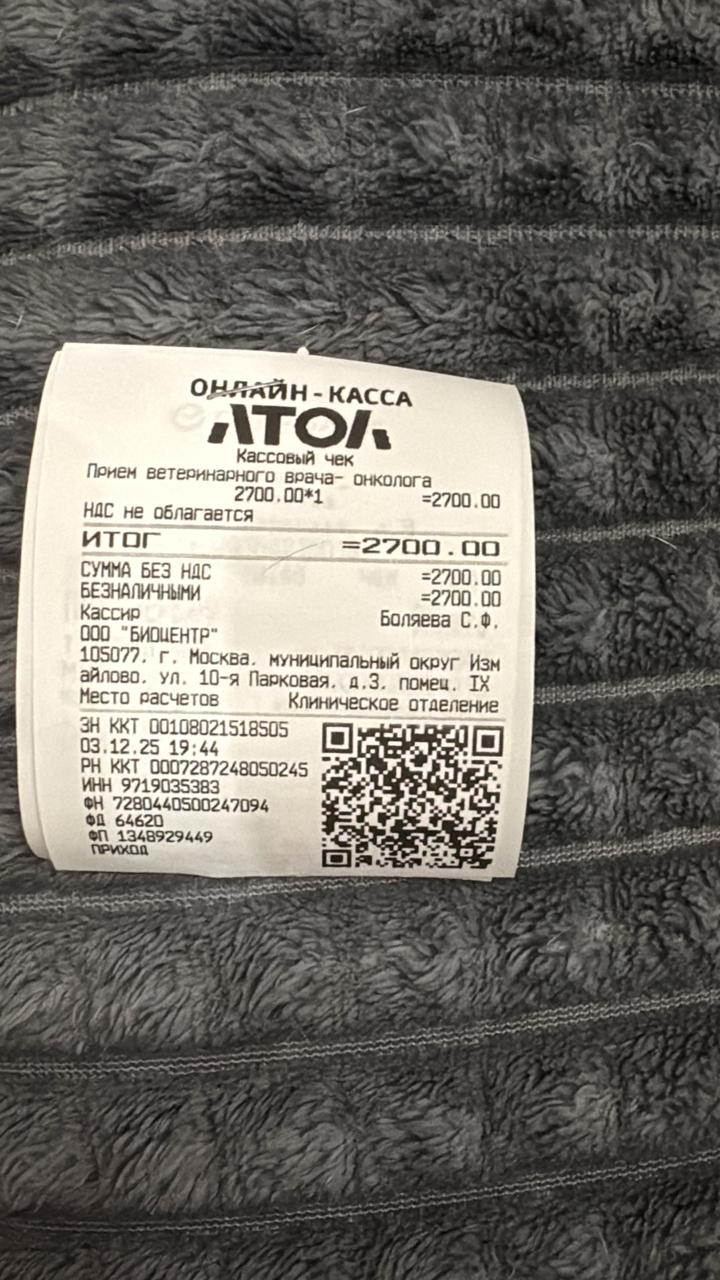 ОНЛАЙН-КАССА
АТОЛ
Кассовый чек
Прием ветеринарного врача- онколога
2700.00*1 =2700.00
НДС не облагается
ИТОГ =2700.00
СУММА БЕЗ НДС =2700.00
БЕЗНАЛИЧНЫМИ =2700.00
Кассир Боляева С.Ф.
ООО "БИОЦЕНТР"
105077, г. Москва, муниципальный округ Изм
айлово, ул. 10-я Парковая, д.3, помещ. IX
Место расчетов Клиническое отделение
ЗН ККТ 00108021518505
03.12.25 19:44
РН ККТ 0007287248050245
ИНН 9719035383
ФН 7280440500247094
ФД 64620
ФП 1348929449
ПРИХОД